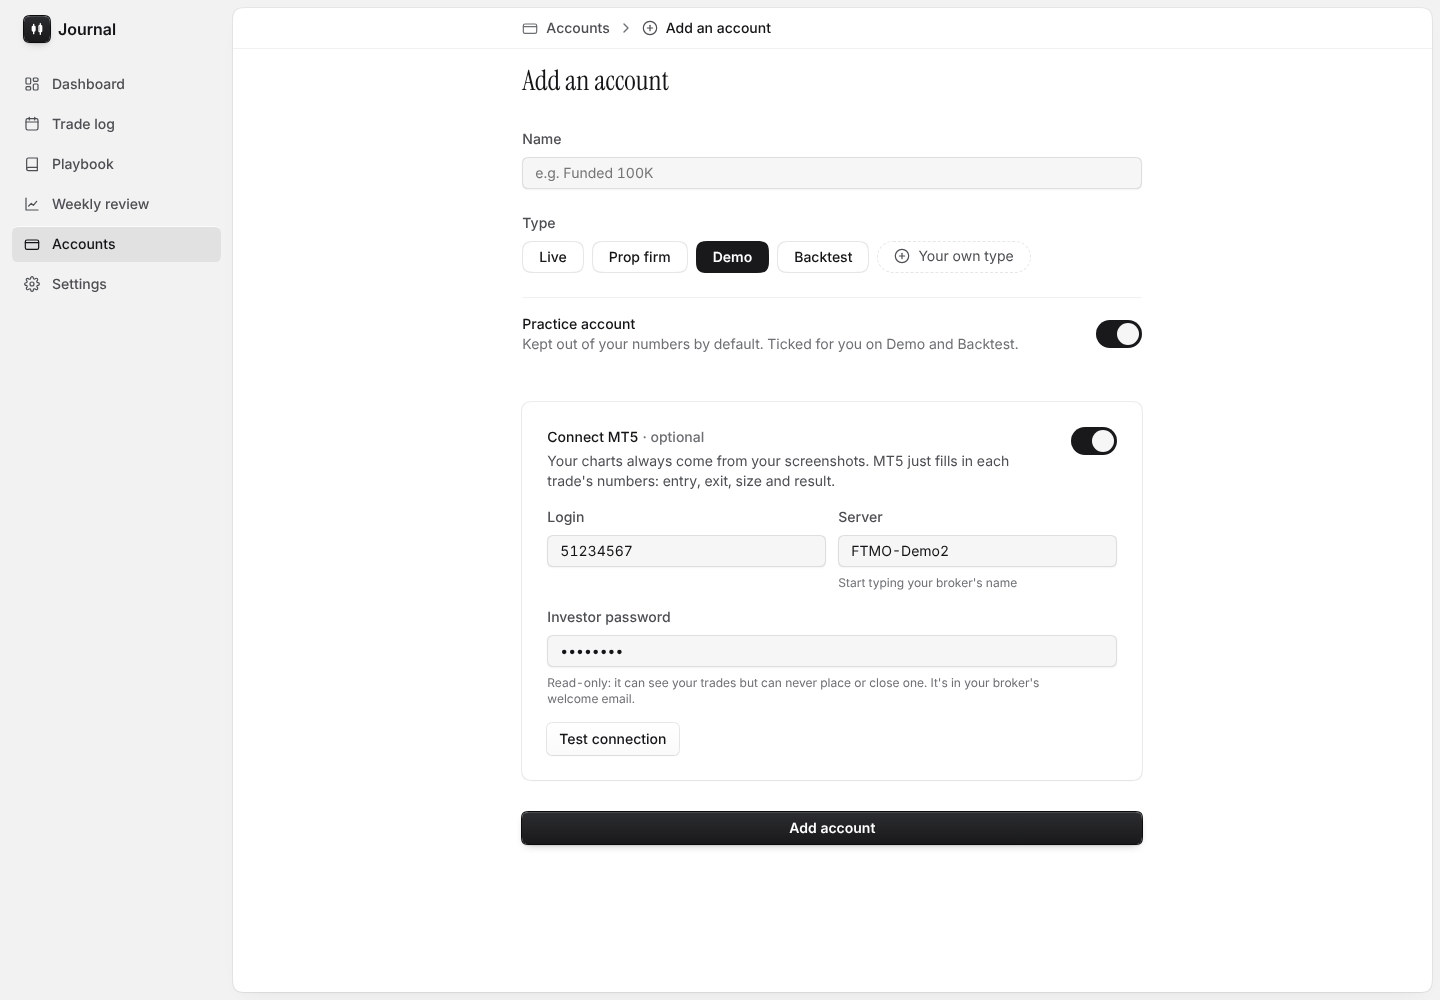 Journal
Dashboard
Trade log
Playbook
Weekly review
Accounts
Settings
Accounts
Add an account
Add an account
Name
e.g. Funded 100K
Type
Live
Prop firm
Demo
Backtest
Your own type
Practice account
Kept out of your numbers by default. Ticked for you on Demo and Backtest.
Connect MT5 · optional
Your charts always come from your screenshots. MT5 just fills in each
trade's numbers: entry, exit, size and result.
Login
Server
51234567
FTMO-Demo2
Start typing your broker's name
Investor password
••••••••
Read-only: it can see your trades but can never place or close one. It's in your broker's
welcome email.
Test connection
Add account